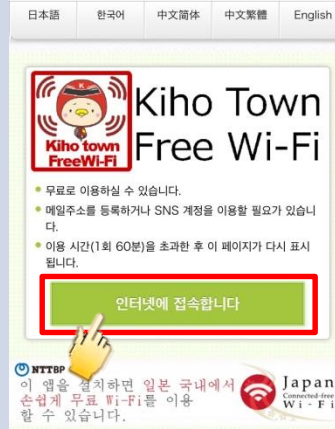 日本語 한국어 中文简体 中文繁體 English
Kiho town
FreeWi-Fi
Kiho Town
Free Wi-Fi
무료로 이용하실 수 있습니다.
메일주소를 등록하거나 SNS 계정을 이용할 필요가 있습니
다.
이용 시간(1회 60분)을 초과한 후 이 페이지가 다시 표시
됩니다.
인터넷에 접속합니다
NTTBP
이 앱을 설치하면 일본 국내에서
손쉽게 무료 Wi-Fi를 이용
할 수 있습니다.
Japan
Connected-free
Wi-Fi